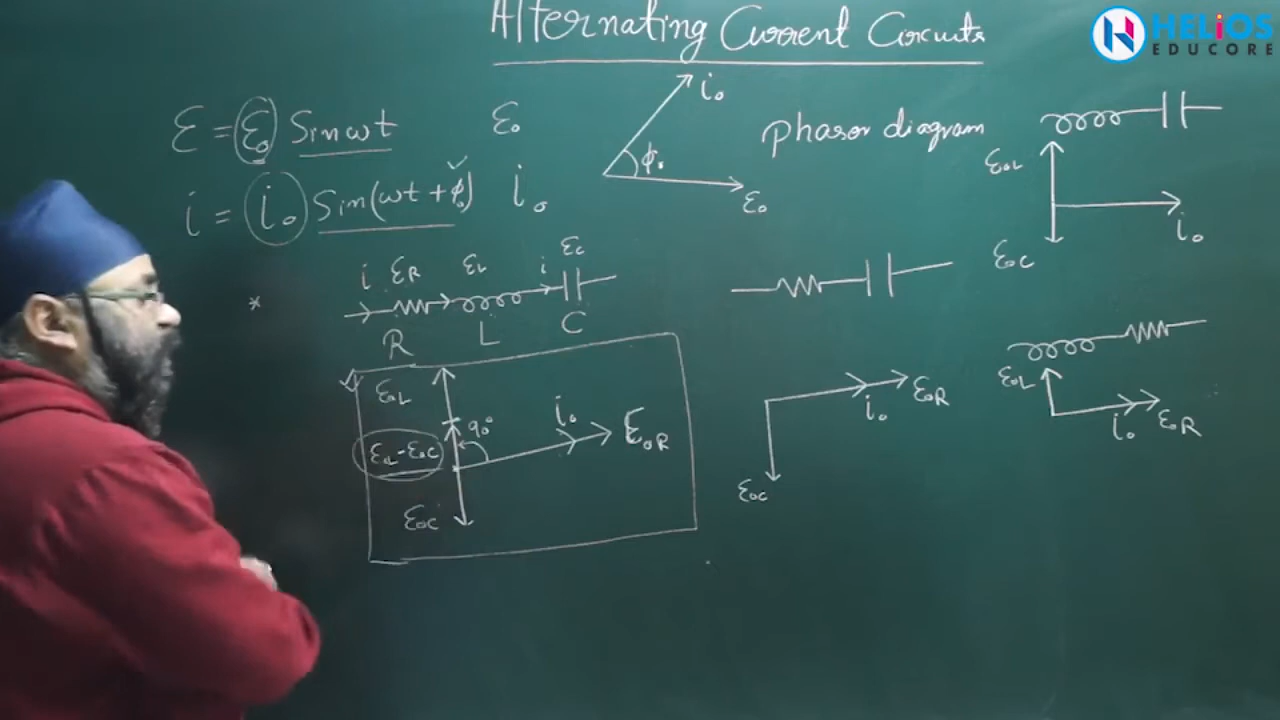 Alternating Current Circuits
HELIOS
EDUCORE
ε = ε₀ Sin ωt
ε₀
i = i₀ Sin(ωt + φ₀)
i₀
i₀
φ₀
ε₀
phasor diagram
ε₀L
i₀
ε₀C
*
i εR εL i εC
R L C
ε₀L
ε₀L-ε₀C
90°
i₀
ε₀R
ε₀C
i₀ ε₀R
ε₀C
ε₀L
i₀ ε₀R